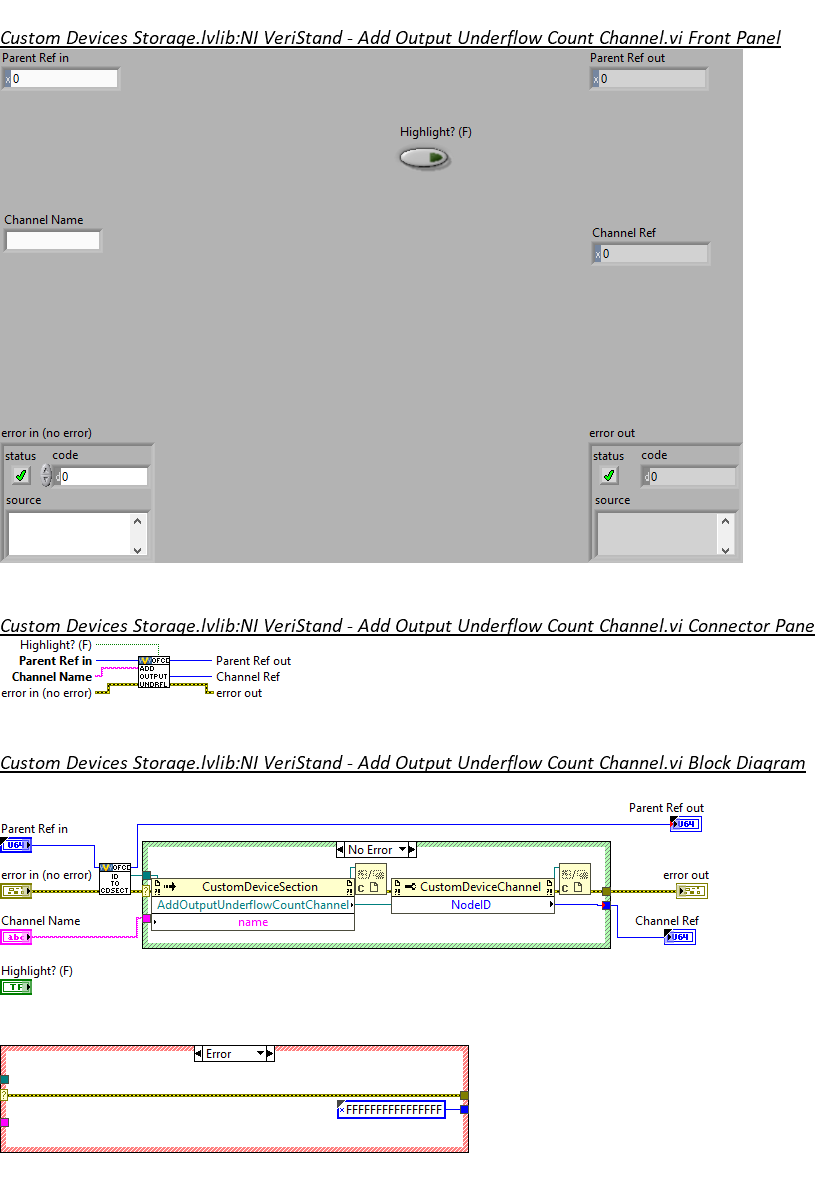 Custom Devices Storage.lvlib:NI VeriStand - Add Output Underflow Count Channel.vi Front Panel
Parent Ref in
x 0
Parent Ref out
x 0
Highlight? (F)
Channel Name
Channel Ref
x 0
error in (no error)
status code
d 0
source
error out
status code
d 0
source
Custom Devices Storage.lvlib:NI VeriStand - Add Output Underflow Count Channel.vi Connector Pane
Highlight? (F)
Parent Ref in
Channel Name
error in (no error)
OFCD
ADD
OUTPUT
UNDRFL
Parent Ref out
Channel Ref
error out
Custom Devices Storage.lvlib:NI VeriStand - Add Output Underflow Count Channel.vi Block Diagram
Parent Ref out
U64
Parent Ref in
U64
No Error
error in (no error)
OFCD
ID
TO
CDSECT
?
CustomDeviceSection
AddOutputUnderflowCountChannel
name
C
CustomDeviceChannel
NodeID
C
error out
Channel Name
abc
Channel Ref
U64
Highlight? (F)
TF
Error
?
x FFFFFFFFFFFFFFFF